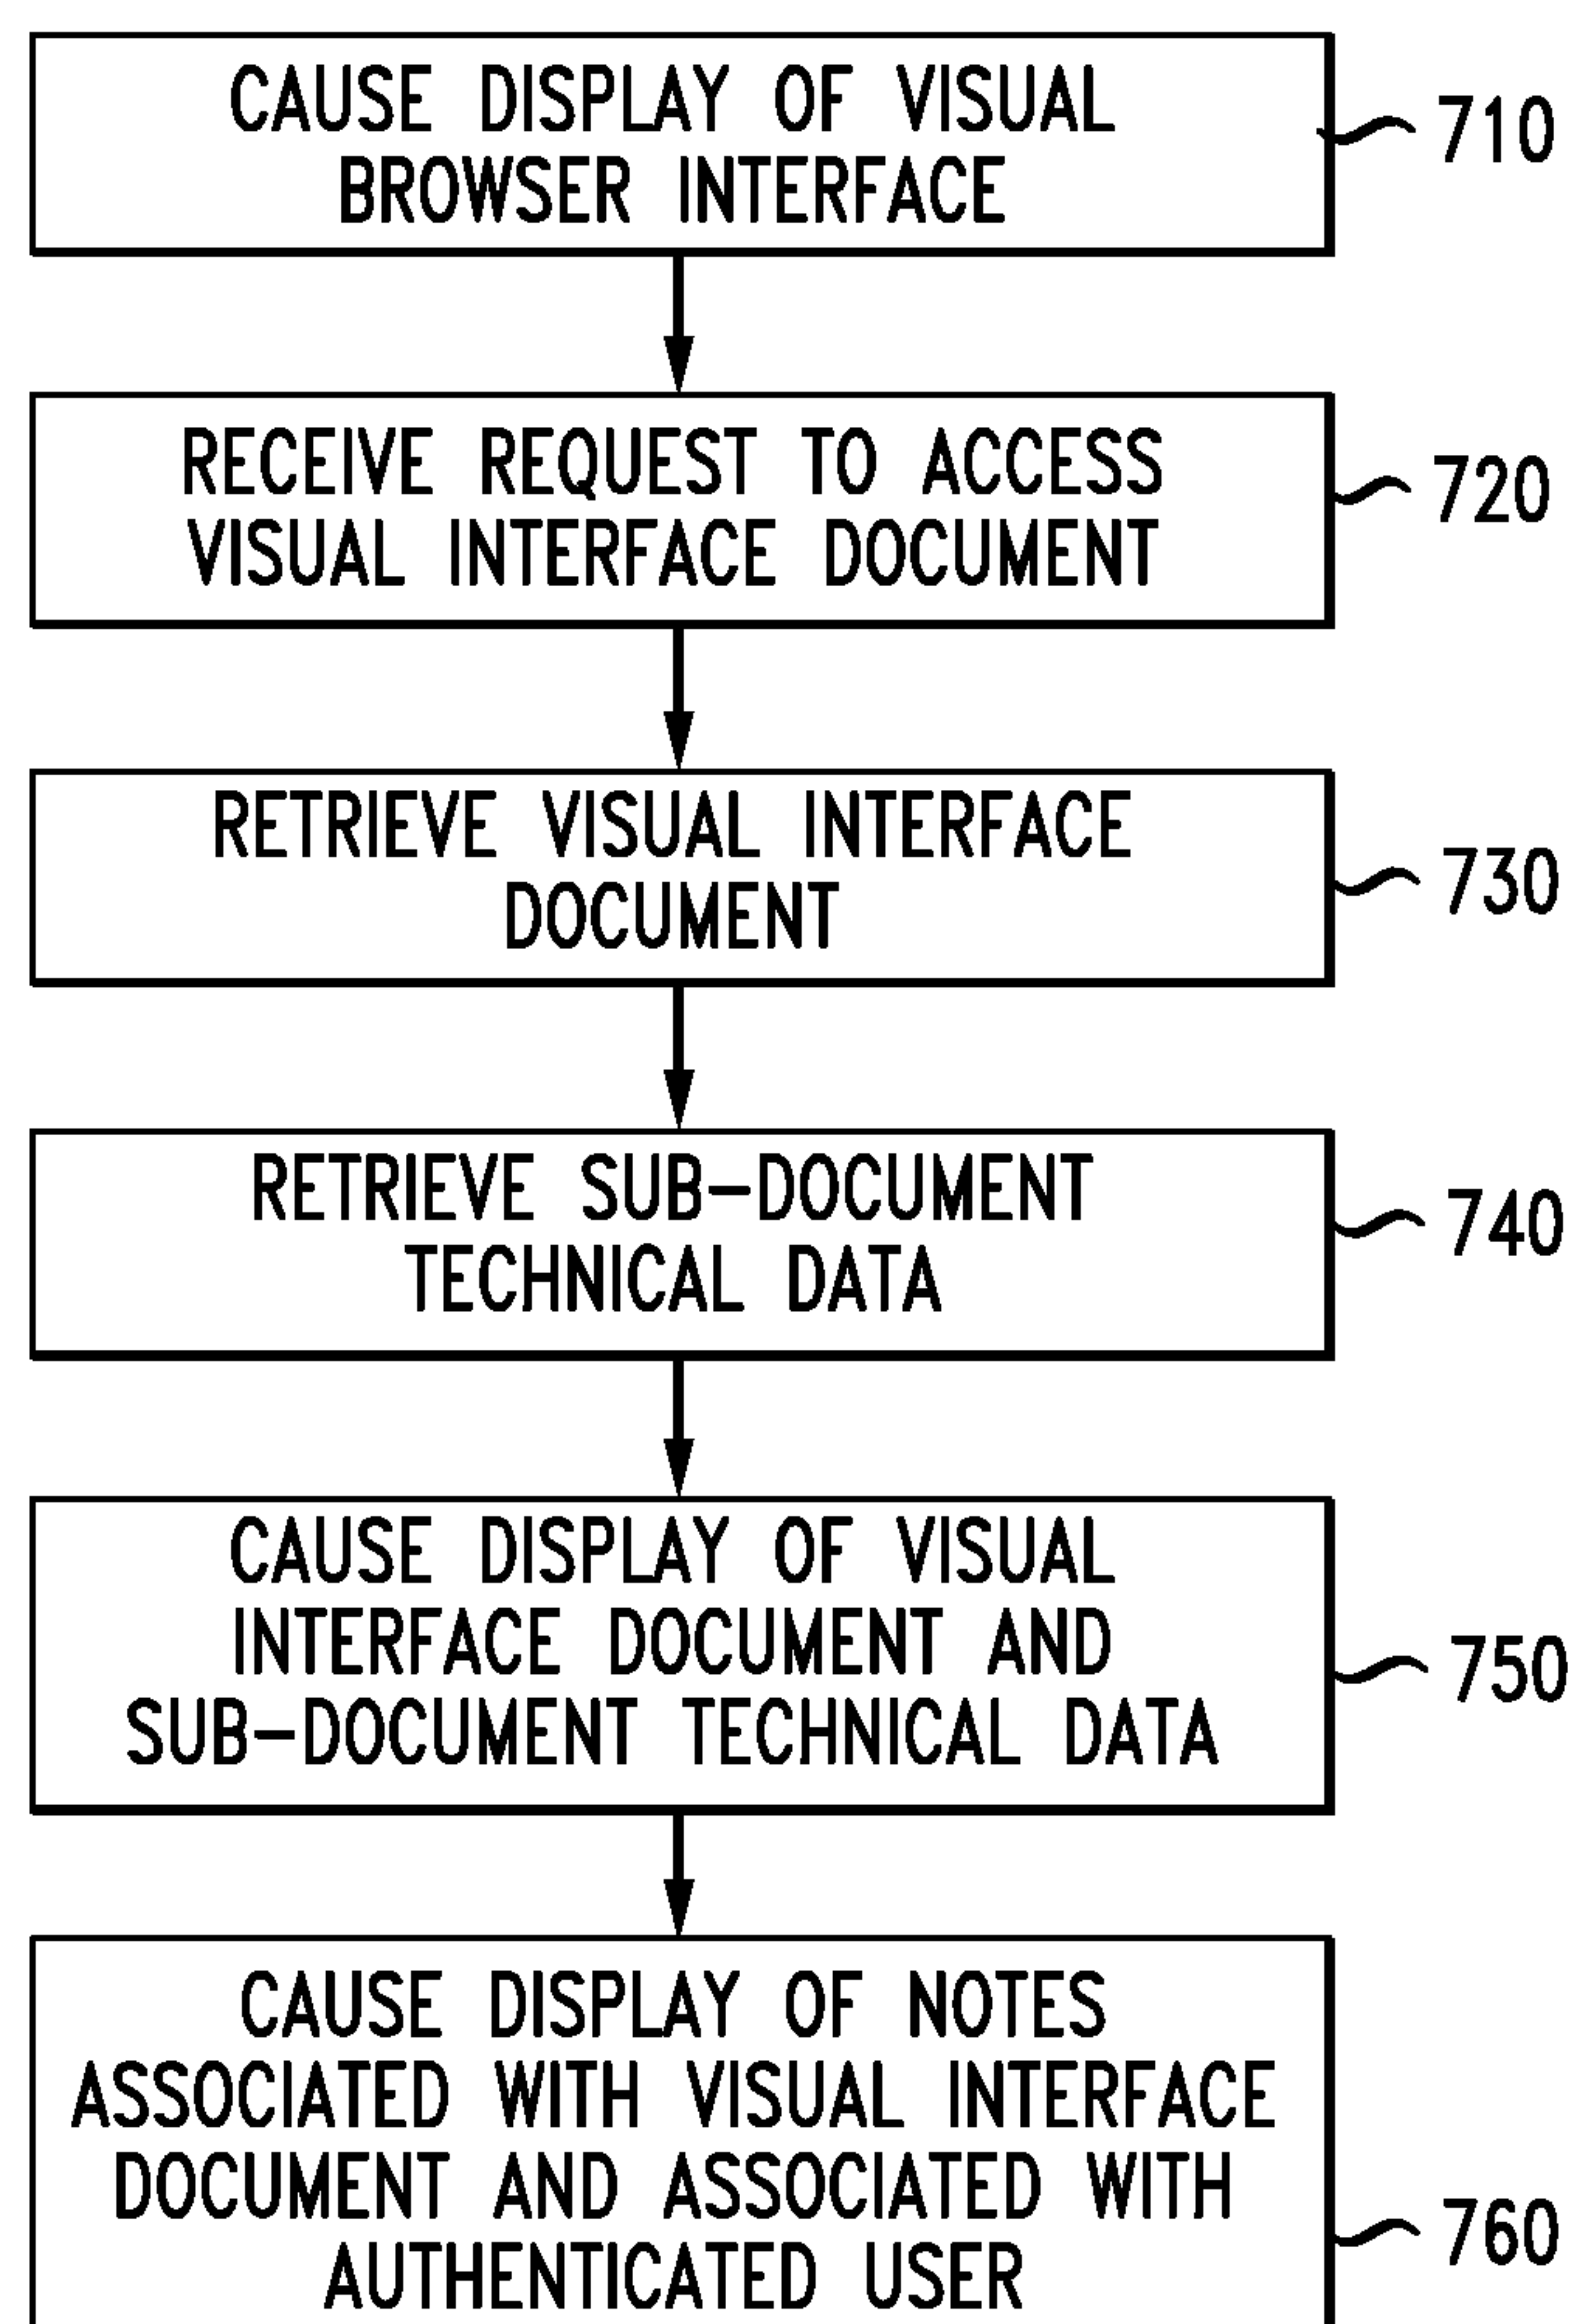 CAUSE DISPLAY OF VISUAL
BROWSER INTERFACE
710
RECEIVE REQUEST TO ACCESS
VISUAL INTERFACE DOCUMENT
720
RETRIEVE VISUAL INTERFACE
DOCUMENT
730
RETRIEVE SUB-DOCUMENT
TECHNICAL DATA
740
CAUSE DISPLAY OF VISUAL
INTERFACE DOCUMENT AND
SUB-DOCUMENT TECHNICAL DATA
750
CAUSE DISPLAY OF NOTES
ASSOCIATED WITH VISUAL INTERFACE
DOCUMENT AND ASSOCIATED WITH
AUTHENTICATED USER
760